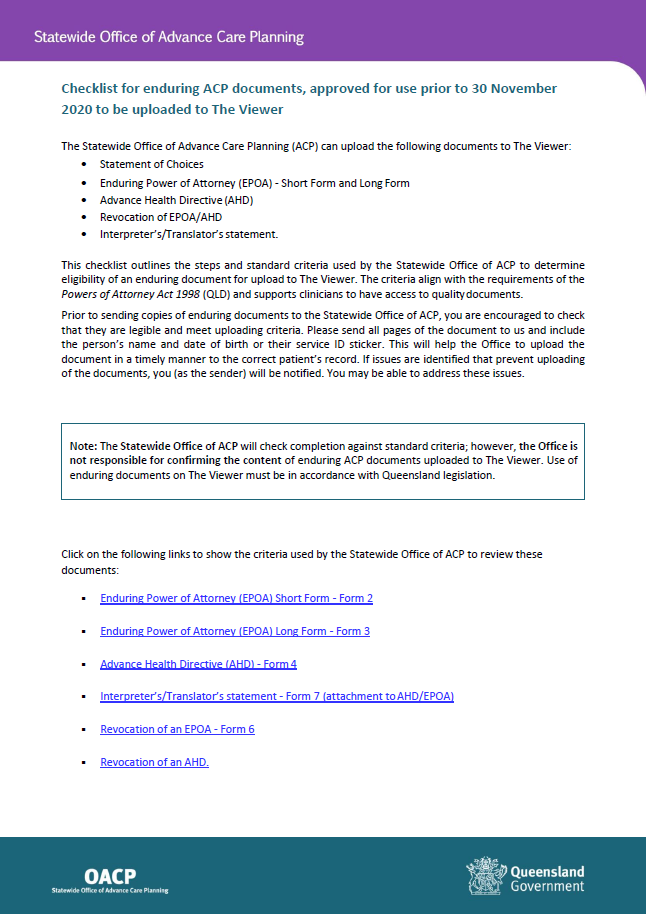 Statewide Office of Advance Care Planning
Checklist for enduring ACP documents, approved for use prior to 30 November
2020 to be uploaded to The Viewer
The Statewide Office of Advance Care Planning (ACP) can upload the following documents to The Viewer:
• Statement of Choices
• Enduring Power of Attorney (EPOA) - Short Form and Long Form
• Advance Health Directive (AHD)
• Revocation of EPOA/AHD
• Interpreter's/Translator's statement.
This checklist outlines the steps and standard criteria used by the Statewide Office of ACP to determine
eligibility of an enduring document for upload to The Viewer. The criteria align with the requirements of the
Powers of Attorney Act 1998 (QLD) and supports clinicians to have access to quality documents.
Prior to sending copies of enduring documents to the Statewide Office of ACP, you are encouraged to check
that they are legible and meet uploading criteria. Please send all pages of the document to us and include
the person's name and date of birth or their service ID sticker. This will help the Office to upload the
document in a timely manner to the correct patient's record. If issues are identified that prevent uploading
of the documents, you (as the sender) will be notified. You may be able to address these issues.
Note: The Statewide Office of ACP will check completion against standard criteria; however, the Office is
not responsible for confirming the content of enduring ACP documents uploaded to The Viewer. Use of
enduring documents on The Viewer must be in accordance with Queensland legislation.
Click on the following links to show the criteria used by the Statewide Office of ACP to review these
documents:
▪ Enduring Power of Attorney (EPOA) Short Form - Form 2
▪ Enduring Power of Attorney (EPOA) Long Form - Form 3
▪ Advance Health Directive (AHD) - Form 4
▪ Interpreter's/Translator's statement - Form 7 (attachment to AHD/EPOA)
▪ Revocation of an EPOA - Form 6
▪ Revocation of an AHD.
OACP
Statewide Office of Advance Care Planning
Queensland
Government